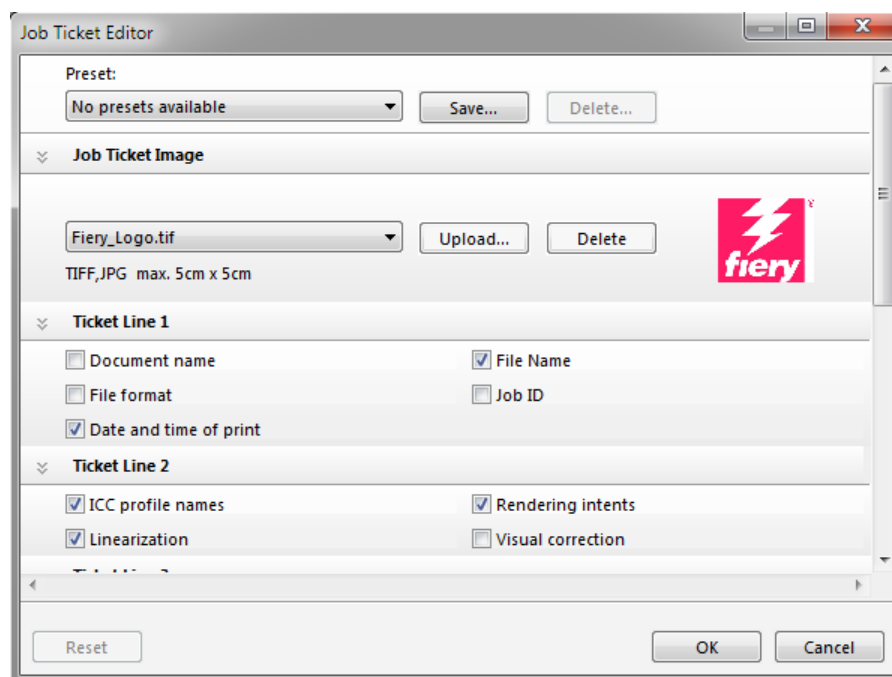 Job Ticket Editor
Preset:
No presets available Save... Delete...
Job Ticket Image
Fiery_Logo.tif Upload... Delete
fiery
TIFF,JPG max. 5cm x 5cm
Ticket Line 1
Document name File Name
File format Job ID
Date and time of print
Ticket Line 2
ICC profile names Rendering intents
Linearization Visual correction
Reset OK Cancel